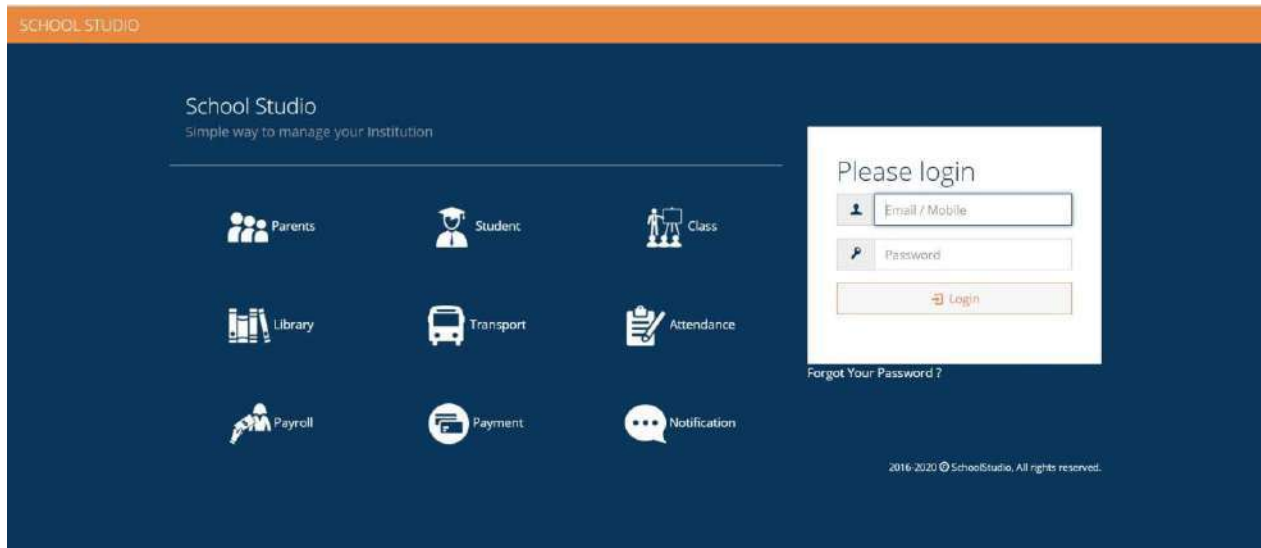 SCHOOL STUDIO
School Studio
Simple way to manage your Institution
Parents
Student
Class
Library
Transport
Attendance
Payroll
Payment
Notification
Please login
Email / Mobile
Password
Login
Forgot Your Password ?
2016-2020 © SchoolStudio, All rights reserved.